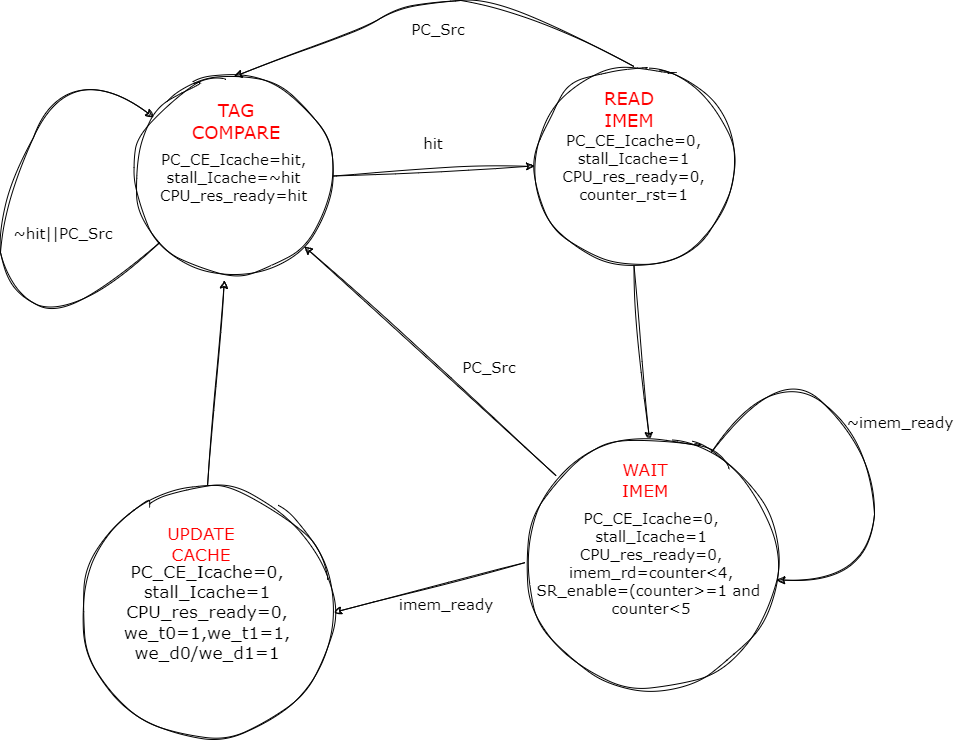 PC_Src
TAG
COMPARE
PC_CE_Icache=hit,
stall_Icache=~hit
CPU_res_ready=hit
hit
READ
IMEM
PC_CE_Icache=0,
stall_Icache=1
CPU_res_ready=0,
counter_rst=1
~hit||PC_Src
PC_Src
~imem_ready
WAIT
IMEM
PC_CE_Icache=0,
stall_Icache=1
CPU_res_ready=0,
imem_rd=counter<4,
SR_enable=(counter>=1 and
counter<5
imem_ready
UPDATE
CACHE
PC_CE_Icache=0,
stall_Icache=1
CPU_res_ready=0,
we_t0=1,we_t1=1,
we_d0/we_d1=1